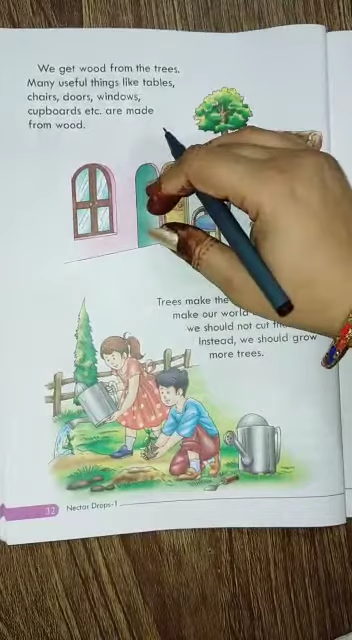 We get wood from the trees.
Many useful things like tables,
chairs, doors, windows,
cupboards etc. are made
from wood.
Trees make the
make our world
we should not cut
Instead, we should grow
more trees.
32 Nectar Drops-1